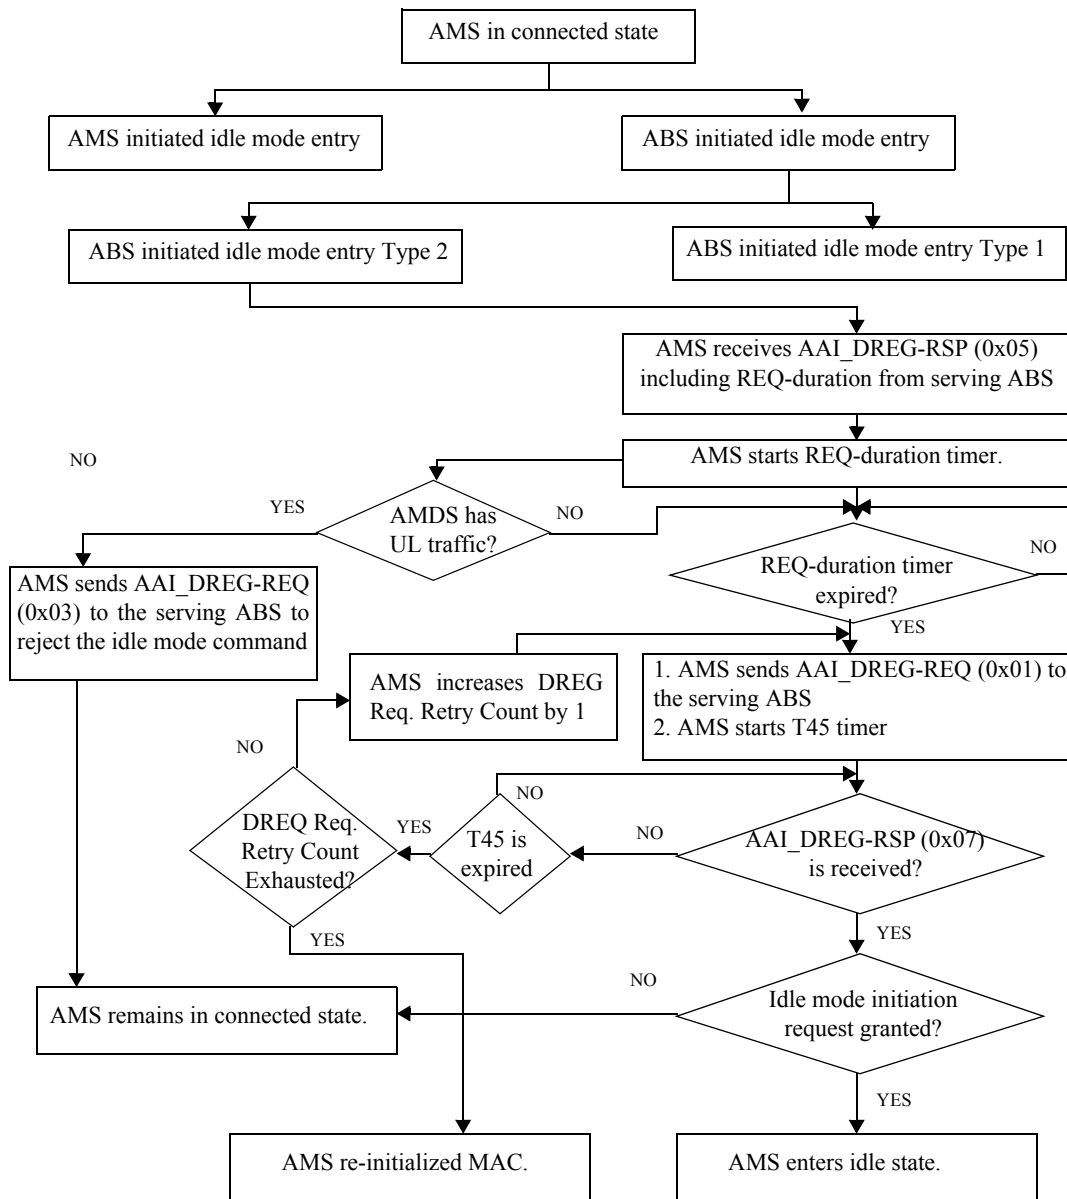 AMS in connected state
AMS initiated idle mode entry
ABS initiated idle mode entry
ABS initiated idle mode entry Type 2
ABS initiated idle mode entry Type 1
AMS receives AAI_DREG-RSP (0x05)
including REQ-duration from serving ABS
NO
AMS starts REQ-duration timer.
YES
AMDS has
UL traffic?
NO
REQ-duration timer
expired?
NO
YES
AMS sends AAI_DREG-REQ
(0x03) to the serving ABS to
reject the idle mode command
AMS increases DREG
Req. Retry Count by 1
1. AMS sends AAI_DREG-REQ (0x01) to
the serving ABS
2. AMS starts T45 timer
NO
NO
DREQ Req.
Retry Count
Exhausted?
YES
T45 is
expired
NO
AAI_DREG-RSP (0x07)
is received?
YES
YES
NO
AMS remains in connected state.
Idle mode initiation
request granted?
YES
AMS re-initialized MAC.
AMS enters idle state.